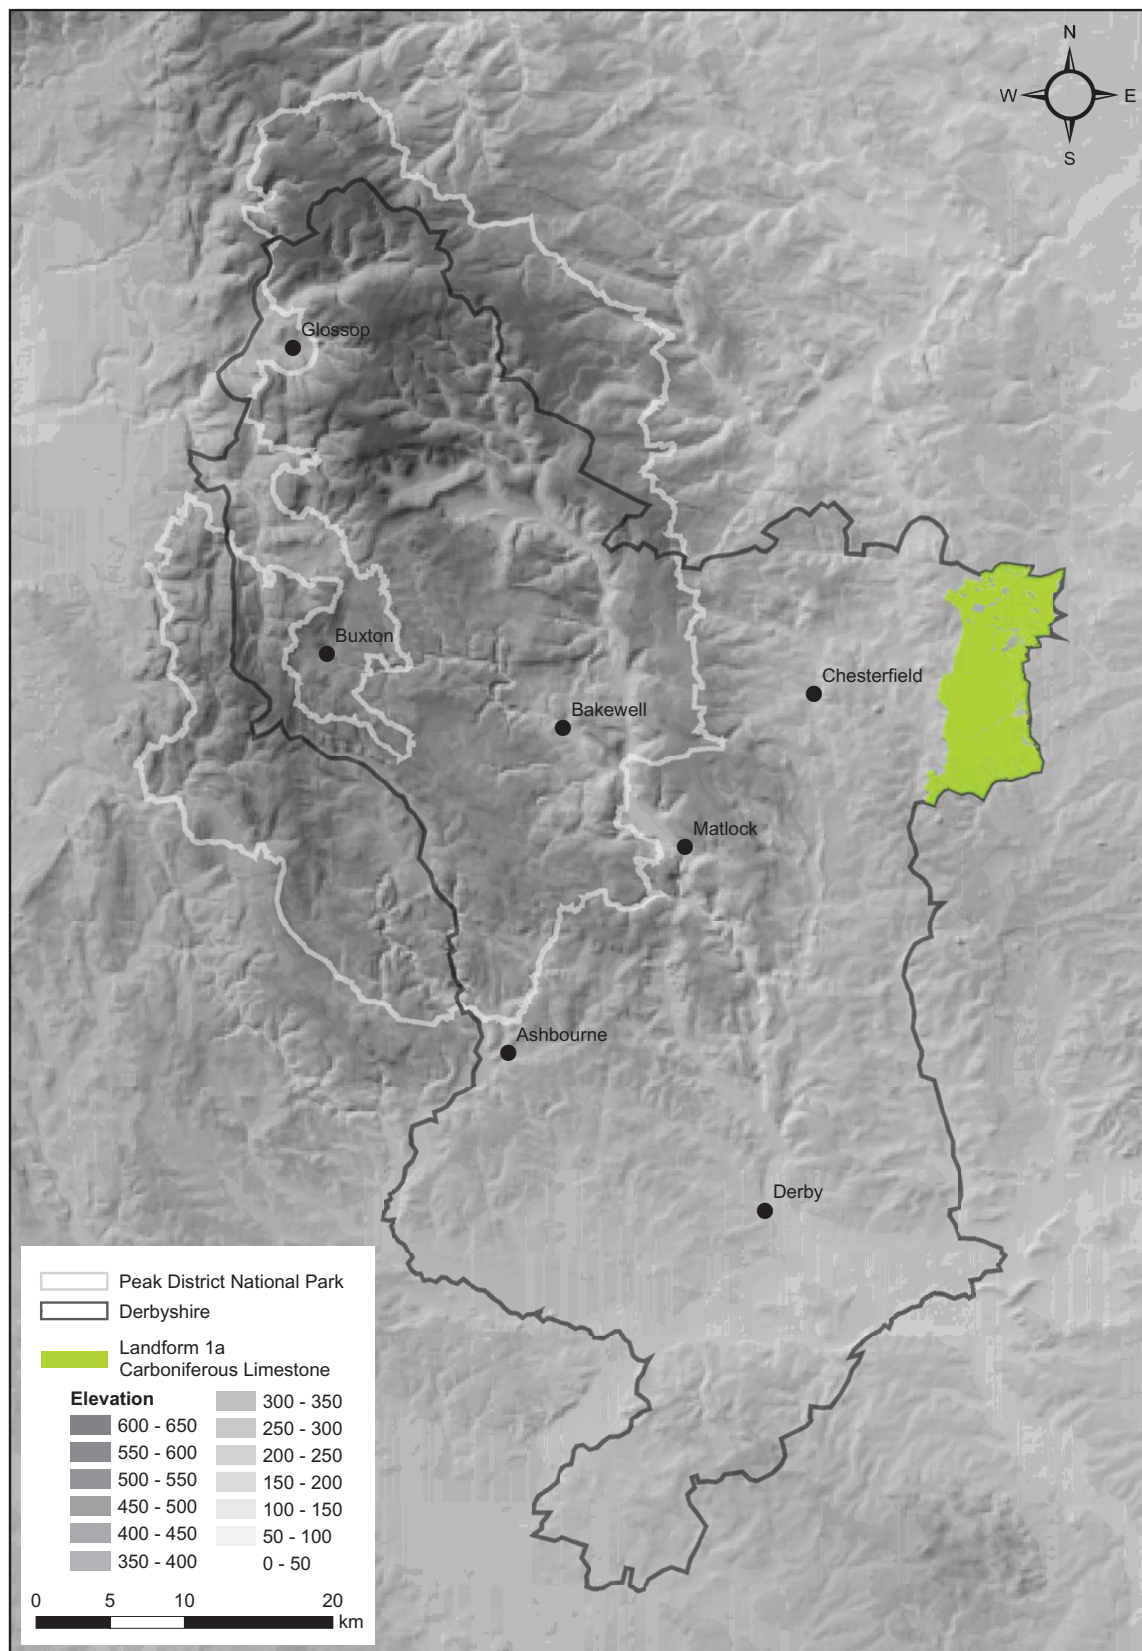 N
W
E
S
Glossop
Buxton
Chesterfield
Bakewell
Matlock
Ashbourne
Derby
Peak District National Park
Derbyshire
Landform 1a
Carboniferous Limestone
Elevation
600 - 650
550 - 600
500 - 550
450 - 500
400 - 450
350 - 400
300 - 350
250 - 300
200 - 250
150 - 200
100 - 150
50 - 100
0 - 50
0 5 10 20
km